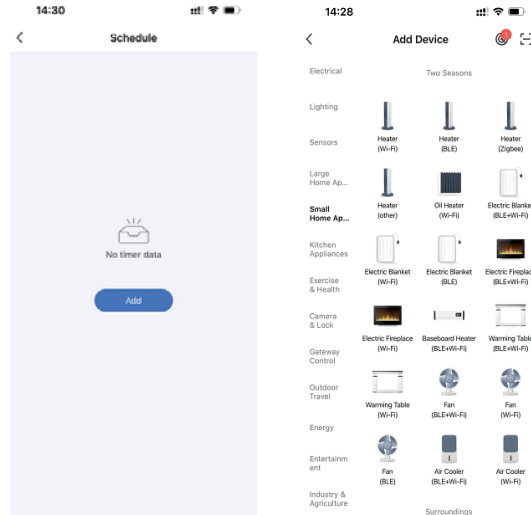 14:30
Schedule
No timer data
Add
14:28
Add Device
1
Electrical
Lighting
Sensors
Large
Home Ap...
Small
Home Ap...
Kitchen
Appliances
Exercise
& Health
Camera
& Lock
Gateway
Control
Outdoor
Travel
Energy
Entertainm
ent
Industry &
Agriculture
Two Seasons
Heater
(Wi-Fi)
Heater
(BLE)
Heater
(Zigbee)
Heater
(other)
Oil Heater
(Wi-Fi)
Electric Blanke
(BLE+Wi-Fi)
Electric Blanket
(Wi-Fi)
Electric Blanket
(BLE)
Electric Fireplac
(BLE+Wi-Fi)
Electric Fireplace
(Wi-Fi)
Baseboard Heater
(BLE+Wi-Fi)
Warming Table
(BLE+Wi-Fi)
Warming Table
(Wi-Fi)
Fan
(BLE+Wi-Fi)
Fan
(Wi-Fi)
Fan
(BLE)
Air Cooler
(BLE+Wi-Fi)
Air Cooler
(Wi-Fi)
Surroundings